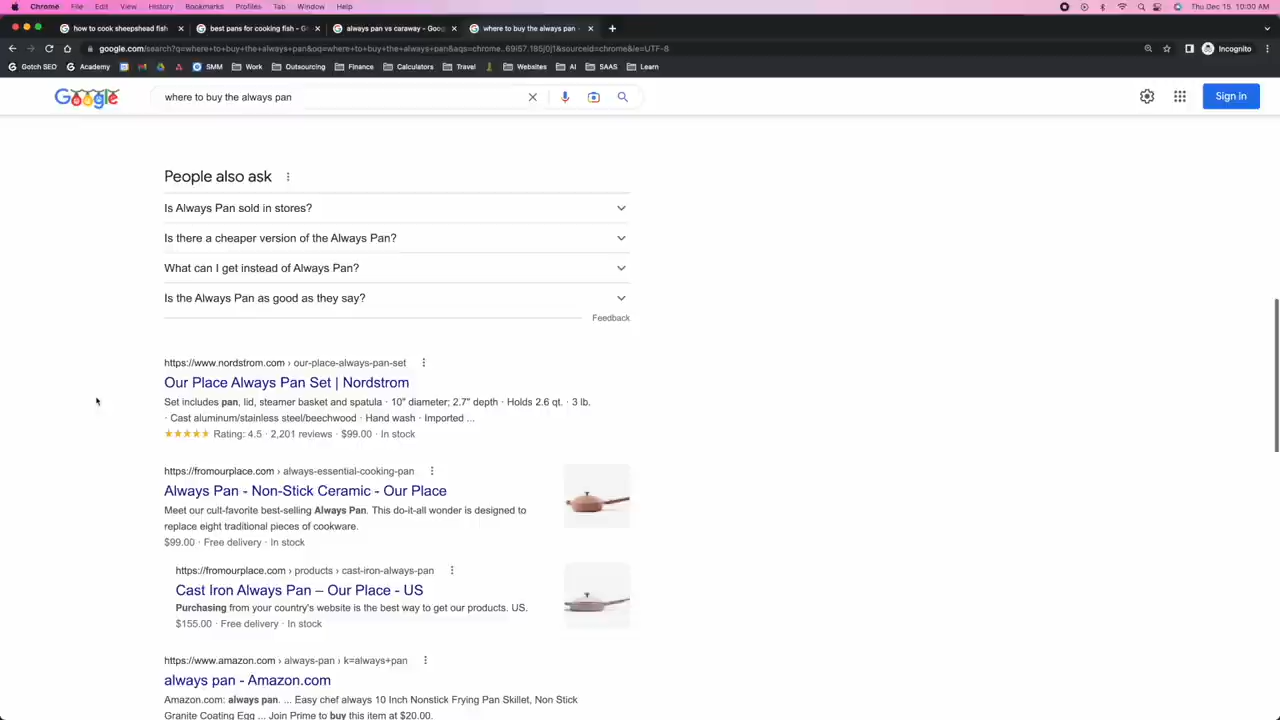 Chrome File Edit View History Bookmarks Profiles Tab Window Help Thu Dec 15 10:00 AM
how to cook sheepshead fish best pans for cooking fish - G always pan vs caraway - Goo where to buy the always pan -
google.com/search?q=where+to+buy+the+always+pan&oq=where+to+buy+the+always+pan&aqs=chrome..69i57.185j0j1&sourceid=chrome&ie=UTF-8 Incognito
Gotch SEO Academy SMM Work Outsourcing Finance Calculators Travel Websites AI SAAS Learn
Google where to buy the always pan Sign in
People also ask
Is Always Pan sold in stores?
Is there a cheaper version of the Always Pan?
What can I get instead of Always Pan?
Is the Always Pan as good as they say?
Feedback
https://www.nordstrom.com › our-place-always-pan-set
Our Place Always Pan Set | Nordstrom
Set includes pan, lid, steamer basket and spatula · 10" diameter; 2.7" depth · Holds 2.6 qt. · 3 lb.
· Cast aluminum/stainless steel/beechwood · Hand wash · Imported ...
Rating: 4.5 · 2,201 reviews · $99.00 · In stock
https://fromourplace.com › always-essential-cooking-pan
Always Pan - Non-Stick Ceramic - Our Place
Meet our cult-favorite best-selling Always Pan. This do-it-all wonder is designed to
replace eight traditional pieces of cookware.
$99.00 · Free delivery · In stock
https://fromourplace.com › products › cast-iron-always-pan
Cast Iron Always Pan – Our Place - US
Purchasing from your country's website is the best way to get our products. US.
$155.00 · Free delivery · In stock
https://www.amazon.com › always-pan › k=always+pan
always pan - Amazon.com
Amazon.com: always pan. ... Easy chef always 10 Inch Nonstick Frying Pan Skillet, Non Stick
Granite Coating Egg ... Join Prime to buy this item at $20.00.